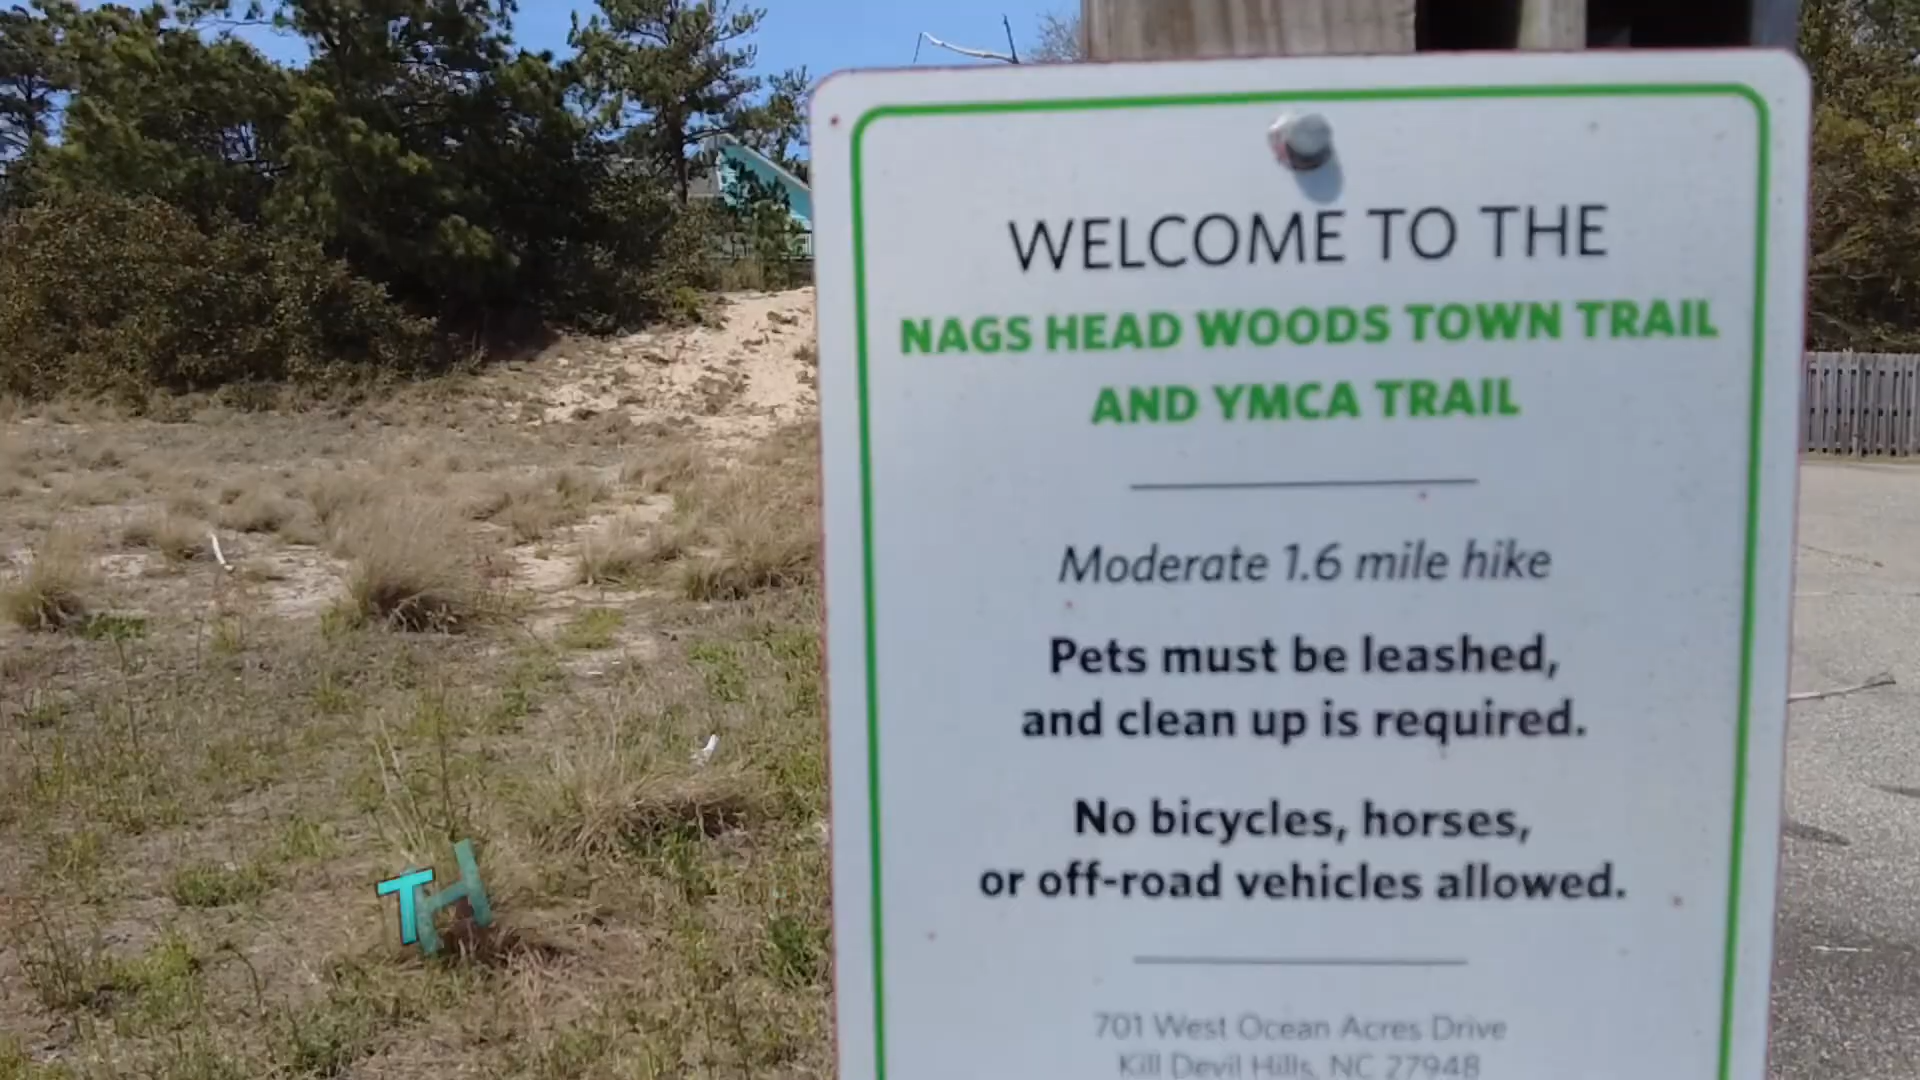 WELCOME TO THE
NAGS HEAD WOODS TOWN TRAIL
AND YMCA TRAIL
Moderate 1.6 mile hike
Pets must be leashed,
and clean up is required.
No bicycles, horses,
or off-road vehicles allowed.
701 West Ocean Acres Drive
Kill Devil Hills, NC 27948
TH